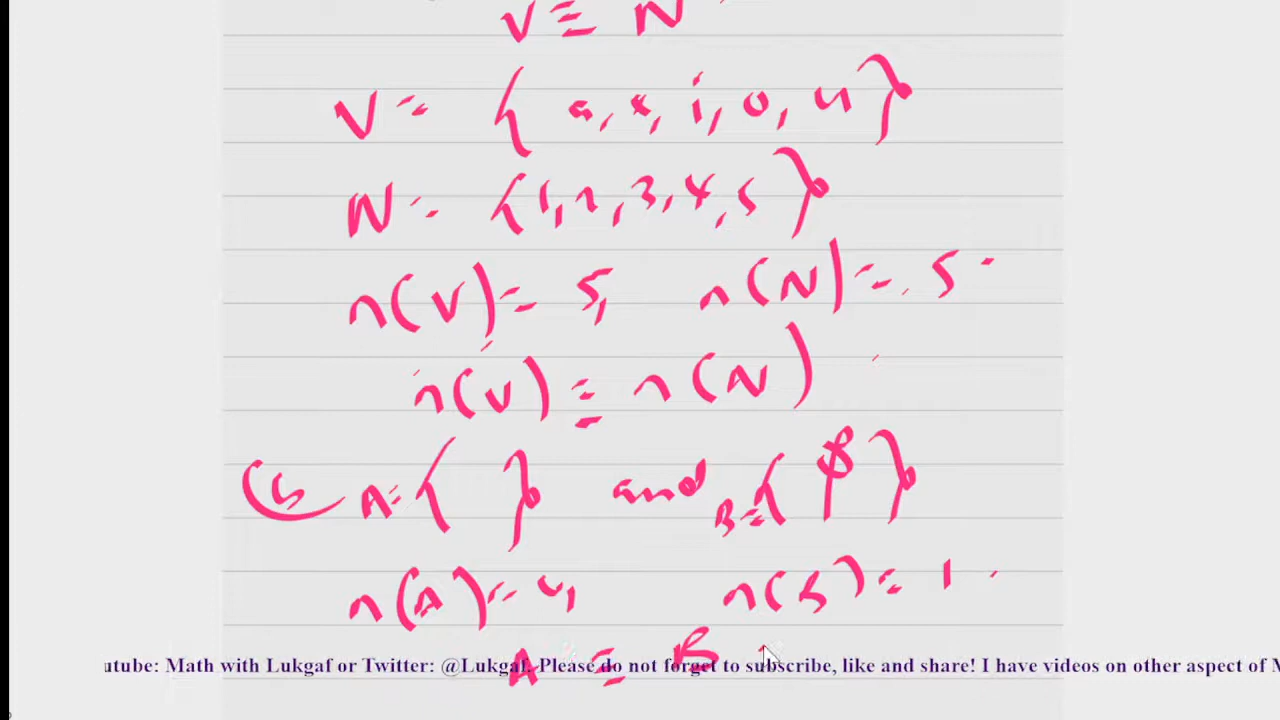 V ≡ N
V = { a, e, i, o, u }
N = { 1, 2, 3, 4, 5 }
n(V) = 5, n(N) = 5.
n(V) ≡ n(N)
A = { } and B = { ϕ }
n(A) = 0, n(B) = 1.
A ≡ B
utube: Math with Lukgaf or Twitter: @Lukgaf. Please do not forget to subscribe, like and share! I have videos on other aspect of M